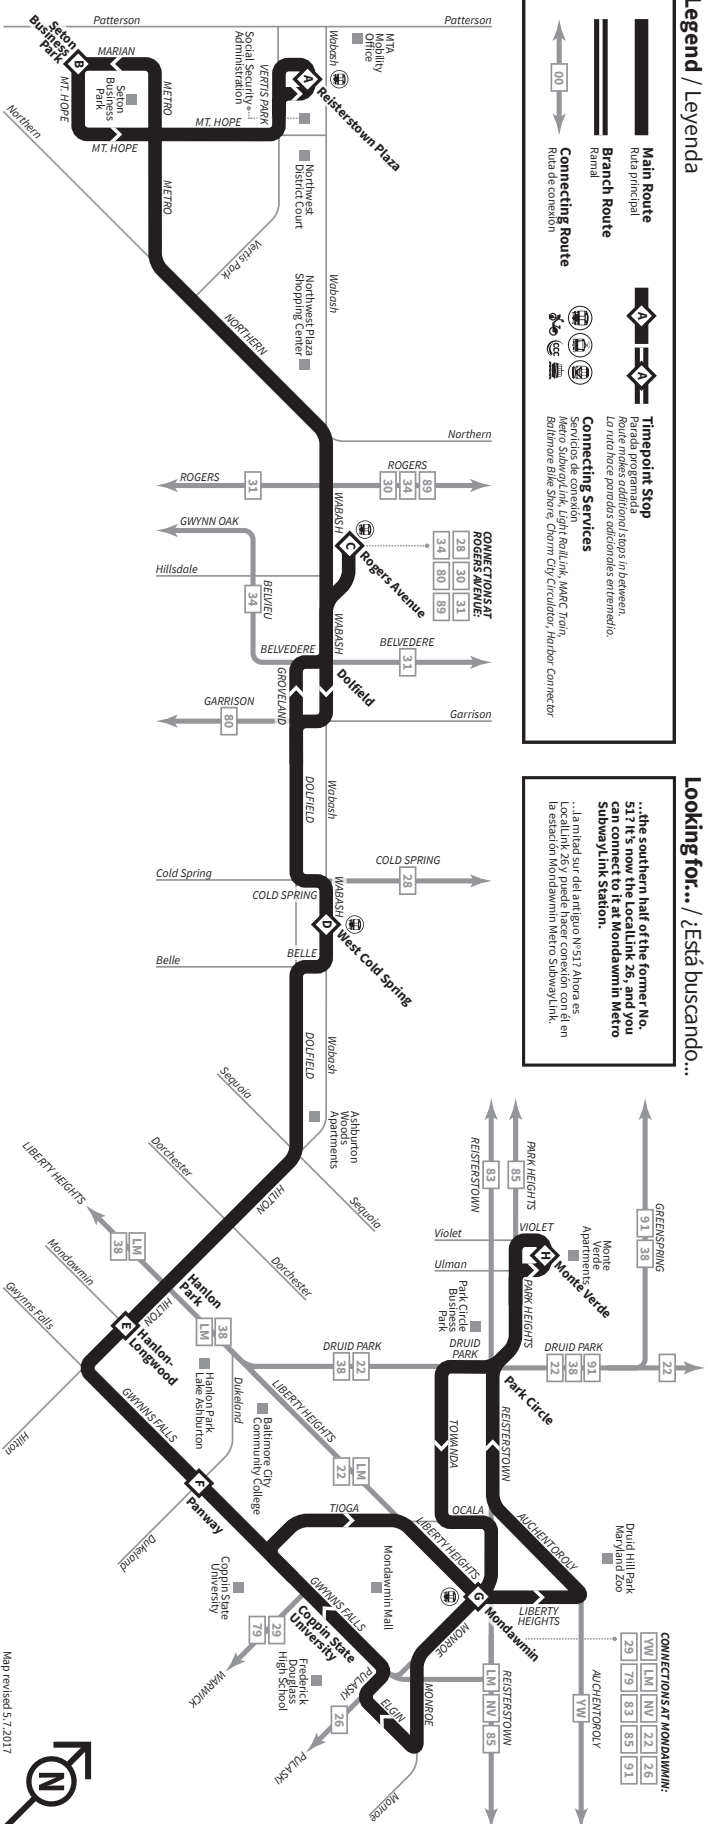 Legend / Leyenda
Main Route
Ruta principal
Branch Route
Ramal
00
Connecting Route
Ruta de conexión
A
A
Timepoint Stop
Parada programada
Route makes additional stops in between.
La ruta hace paradas adicionales entremedio.
CCC
Connecting Services
Servicios de conexión
Metro SubwayLink, Light RailLink, MARC Train,
Baltimore Bike Share, Charm City Circulator, Harbor Connector
Looking for... / ¿Está buscando...
...the southern half of the former No.
51? It's now the LocalLink 26, and you
can connect to it at Mondawmin Metro
SubwayLink Station.
...la mitad sur del antiguo N°51? Ahora es
LocalLink 26 y puede hacer conexión con él en
la estación Mondawmin Metro SubwayLink.
Patterson
Patterson
Wabash
MTA
Mobility
Office
A
Reisterstown Plaza
VERTIS PARK
Social Security
Administration
Seton
Business
Park
B
MARIAN
MT. HOPE
Seton
Business
Park
METRO
MT. HOPE
MT. HOPE
METRO
Northern
Northwest
District Court
Vertis Park
Wabash
Northwest Plaza
Shopping Center
NORTHERN
Northern
ROGERS
31
ROGERS
30
34
89
WABASH
GWYNN OAK
34
BELVIEU
Hillsdale
C
Rogers Avenue
CONNECTIONS AT
ROGERS AVENUE:
28
30
31
34
80
89
WABASH
BELVEDERE
BELVEDERE
31
Dolfield
GROVELAND
GARRISON
80
Garrison
DOLFIELD
Wabash
Cold Spring
COLD SPRING
28
COLD SPRING
WABASH
D
West Cold Spring
BELLE
Belle
DOLFIELD
Wabash
Sequoia
Sequoia
Ashburton
Woods
Apartments
HILTON
Dorchester
Dorchester
LIBERTY HEIGHTS
38
LM
Hanlon
Park
HILTON
Mondawmin
E
Hanlon-
Longwood
Gwynns Falls
Hilton
LM
38
Hanlon Park
Lake Ashburton
GWYNNS FALLS
Dukeland
Dukeland
Baltimore City
Community College
LIBERTY HEIGHTS
22
LM
F
Panway
DRUID PARK
38
22
REISTERSTOWN
83
PARK HEIGHTS
85
GREENSPRING
91
38
VIOLET
Violet
Ulman
H
Monte Verde
Monte
Verde
Apartments
PARK HEIGHTS
Park Circle
Business
Park
DRUID
PARK
DRUID PARK
22
38
91
22
Park Circle
REISTERSTOWN
TOWANDA
OCALA
AUCHENTOROLY
Druid Hill Park
Maryland Zoo
TIOGA
LIBERTY HEIGHTS
Mondawmin Mall
G
Mondawmin
LIBERTY
HEIGHTS
GWYNNS FALLS
Coppin State
University
Coppin State
University
79
29
WARWICK
Frederick
Douglass
High School
PULASKI
26
PULASKI
ELGIN
MONROE
MONROE
Monroe
REISTERSTOWN
LM
NV
85
AUCHENTOROLY
YW
CONNECTIONS AT MONDAWMIN:
YW
LM
NV
22
26
29
79
83
85
91
Map revised 5.7.2017
N